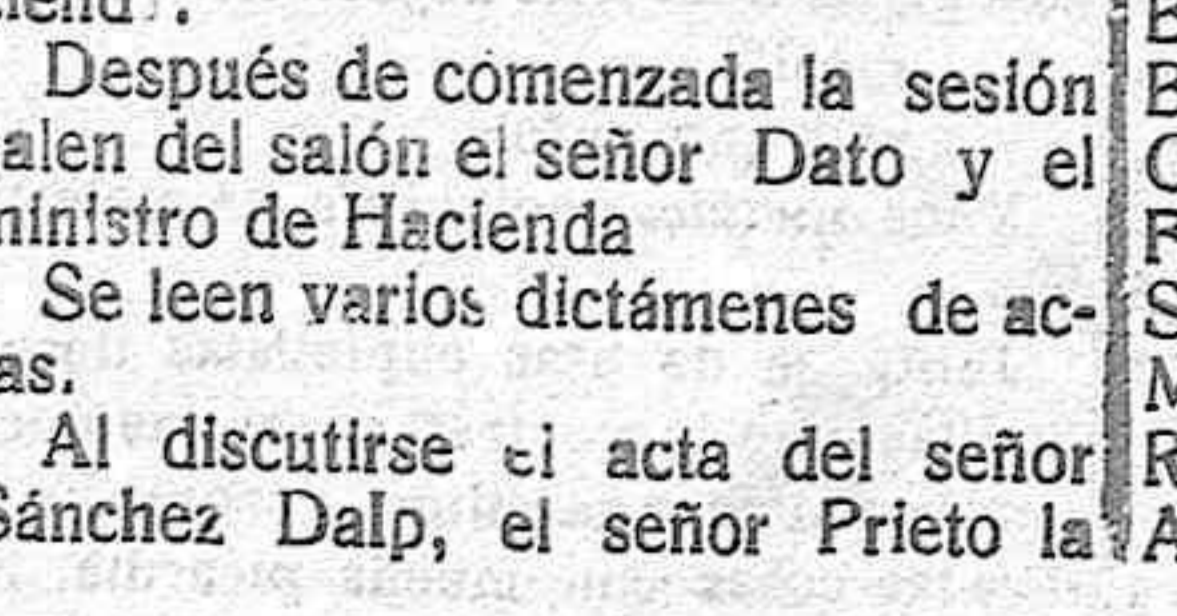 Después de comenzada la sesión
alen del salón el señor Dato y el
ministro de Hacienda
Se leen varios dictámenes de ac-
as.
Al discutirse el acta del señor
Sánchez Dalp, el señor Prieto la
B
B
C
F
S
M
R
A